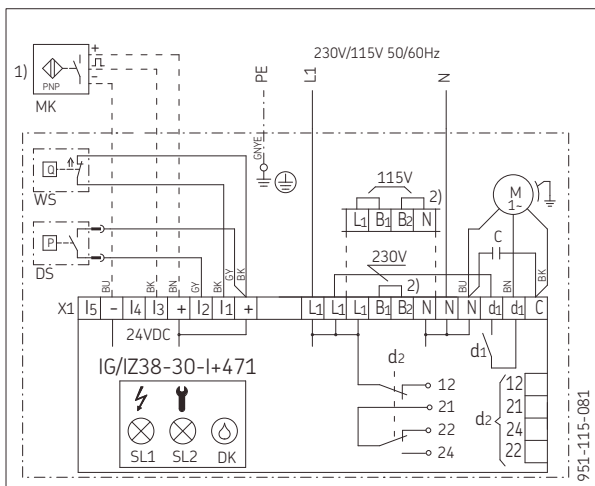 230V/115V 50/60Hz
1)
PNP
+
-
MK
PE
L1
N
GNYE
Q
WS
P
DS
115V
2)
L1 B1 B2 N
230V
2)
M
1~
C
BU
BK
BN
GY
GY
BK
BK
BU
BN
BK
X1 I5 - I4 I3 + I2 I1 + L1 L1 L1 B1 B2 N N N d1 d1 C
24VDC
IG/IZ38-30-I+471
SL1 SL2 DK
d2
12
21
22
24
d1
d2
12
21
24
22
951-115-081